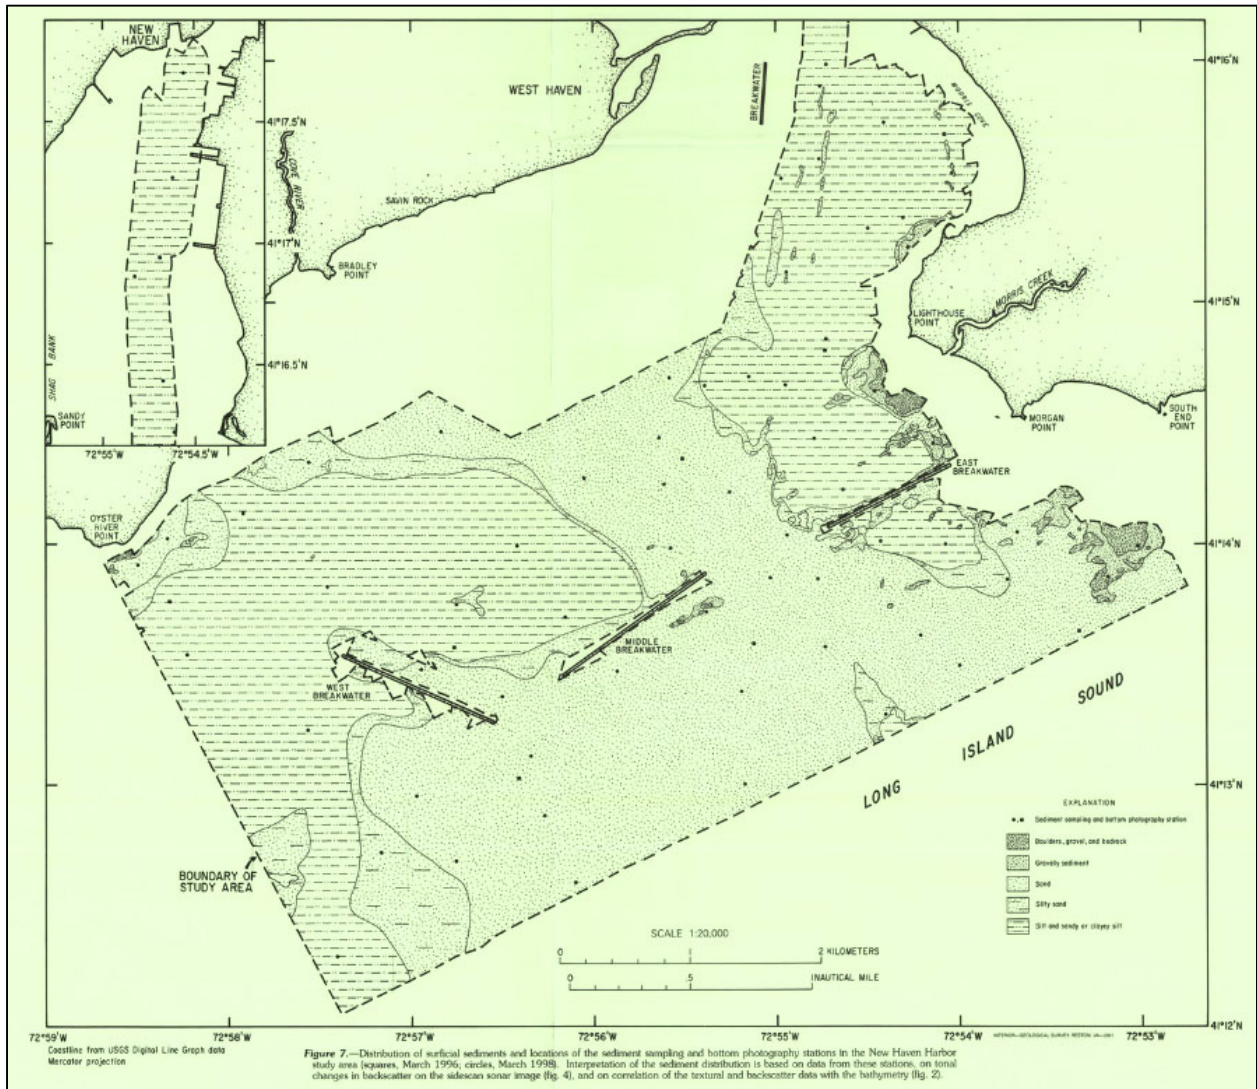 NEW
HAVEN
WEST HAVEN
BREAKWATER
41°16'N
MORRIS COVE
41°17.5'N
COVE RIVER
SAVIN ROCK
41°17'N
BRADLEY
POINT
41°15'N
LIGHTHOUSE
POINT
MORRIS CREEK
SHAG BANK
41°16.5'N
SANDY
POINT
MORGAN
POINT
SOUTH
END
POINT
72°55'W
72°54.5'W
EAST
BREAKWATER
OYSTER
RIVER
POINT
41°14'N
MIDDLE
BREAKWATER
WEST
BREAKWATER
LONG ISLAND SOUND
41°13'N
BOUNDARY OF
STUDY AREA
EXPLANATION
Sediment sampling and bottom photography station
Boulders, gravel, and bedrock
Gravelly sediment
Sand
Silty sand
Silt and sandy or clayey silt
SCALE 1:20,000
0 2 KILOMETERS
0 .5 1 NAUTICAL MILE
41°12'N
72°59'W
72°58'W
72°57'W
72°56'W
72°55'W
72°54'W
72°53'W
Coastline from USGS Digital Line Graph data
Mercator projection
INTERIOR—GEOLOGICAL SURVEY, RESTON, VA—2001
Figure 7.—Distribution of surficial sediments and locations of the sediment sampling and bottom photography stations in the New Haven Harbor
study area (squares, March 1996; circles, March 1998). Interpretation of the sediment distribution is based on data from these stations, on tonal
changes in backscatter on the sidescan sonar image (fig. 4), and on correlation of the textural and backscatter data with the bathymetry (fig. 2).